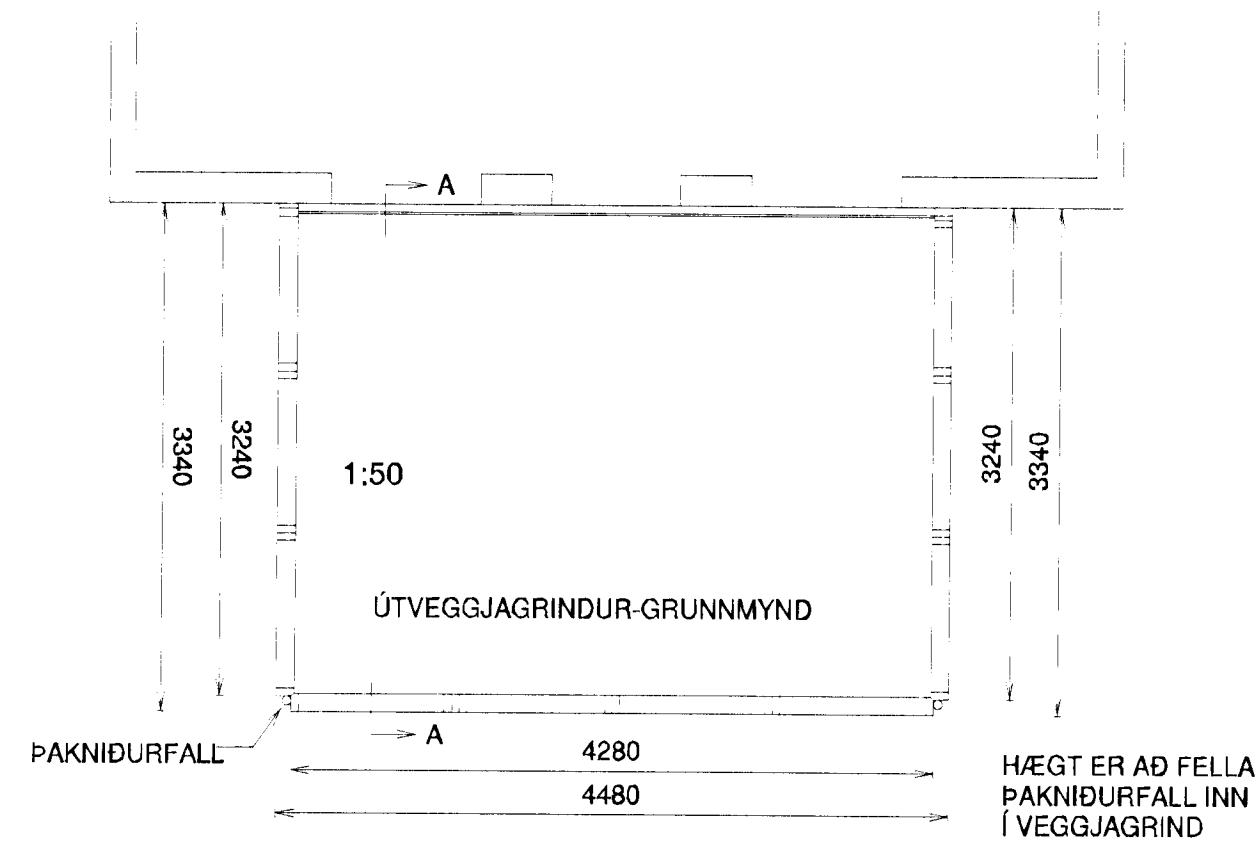 A
3340
3240
1:50
3240
3340
ÚTVEGGJAGRINDUR-GRUNNMYND
A
ÞAKNIÐURFALL
4280
4480
HÆGT ER AÐ FELLA
ÞAKNIÐURFALL INN
Í VEGGJAGRIND